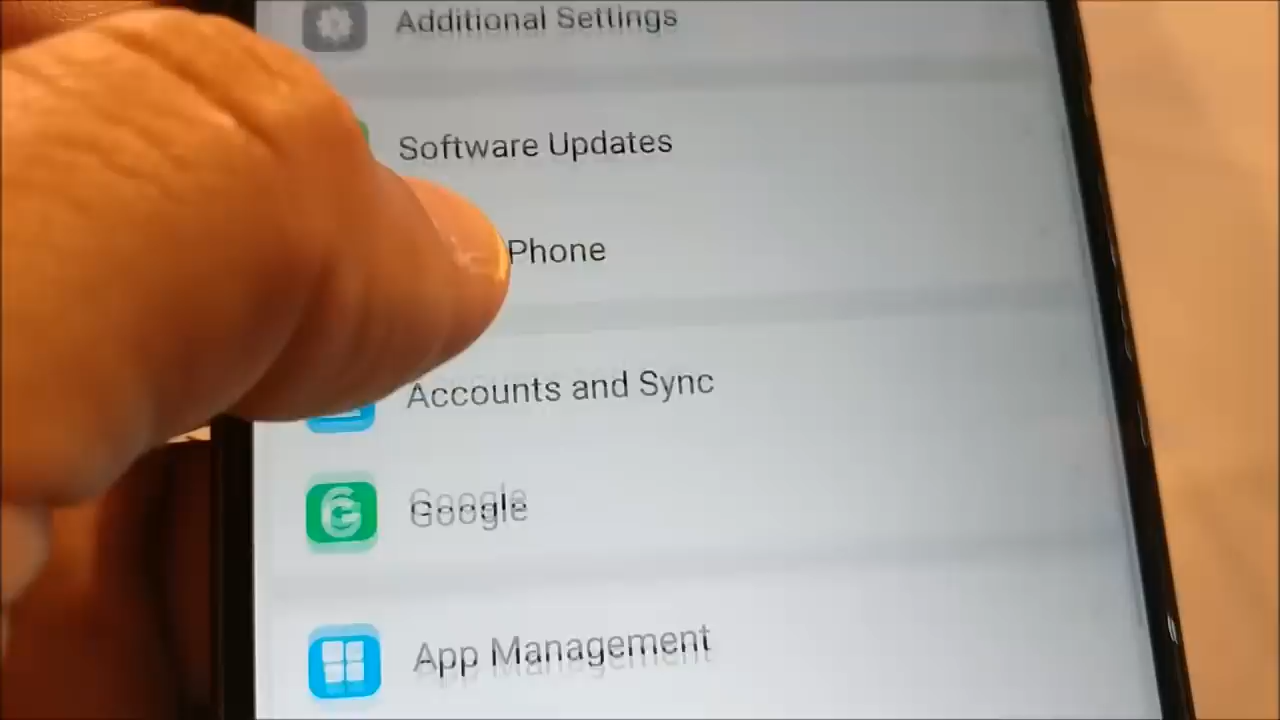 Additional Settings
Software Updates
Phone
Accounts and Sync
G
Google
App Management